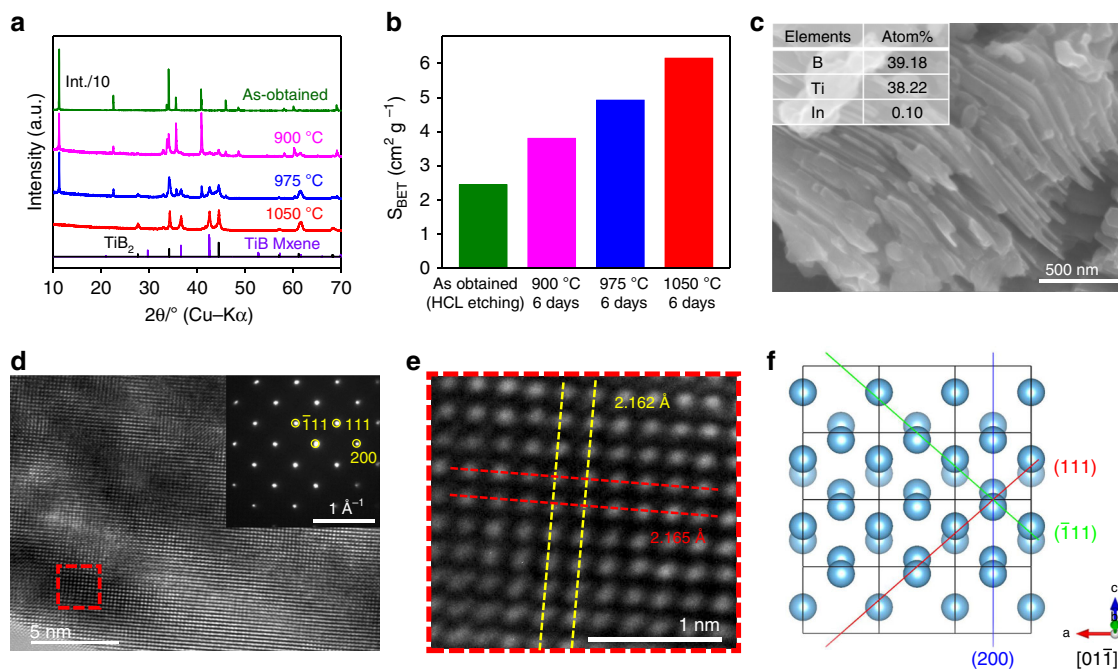 a
Int./10
As-obtained
900 °C
975 °C
1050 °C
TiB2
TiB Mxene
Intensity (a.u.)
10 20 30 40 50 60 70
2θ/° (Cu–Kα)
b
SBET (cm2 g −1)
6
5
4
3
2
1
0
As obtained
(HCL etching)
900 °C
6 days
975 °C
6 days
1050 °C
6 days
c
Elements Atom%
B 39.18
Ti 38.22
In 0.10
500 nm
d
1̄11
111
200
1 Å−1
5 nm
e
2.162 Å
2.165 Å
1 nm
f
(111)
(1̄11)
(200)
c
b
a
[011̄]